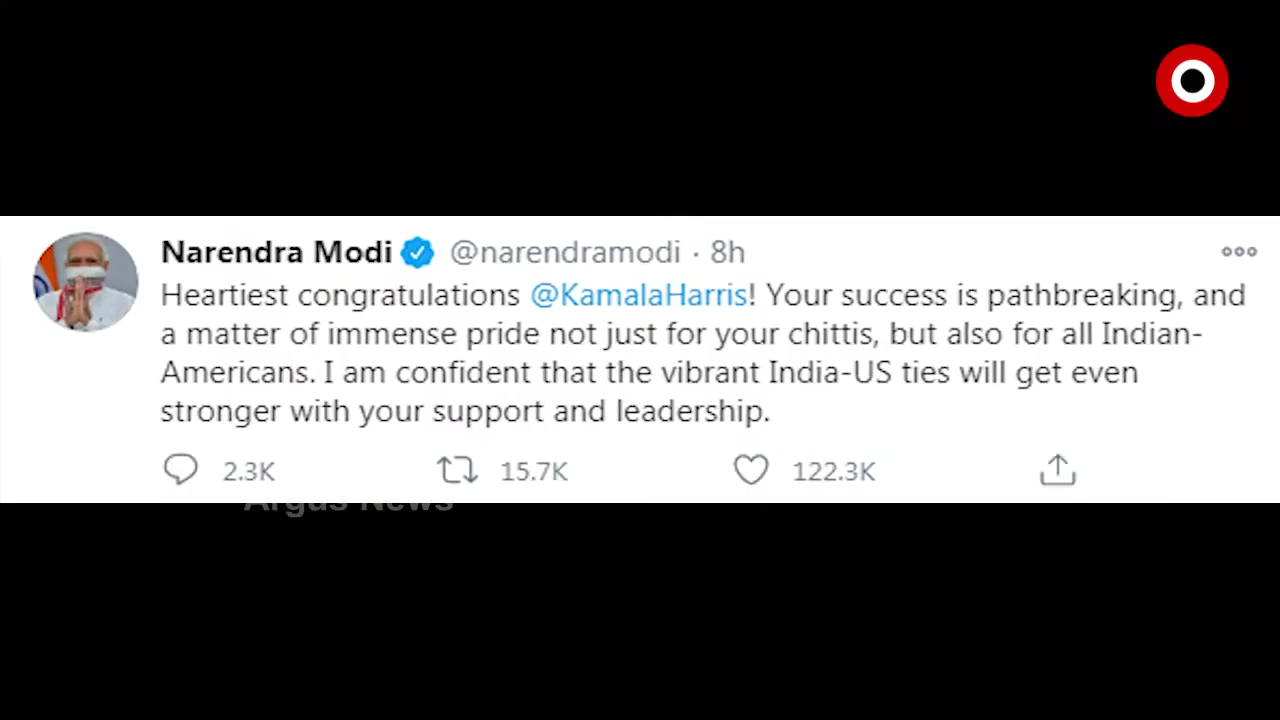 Narendra Modi @narendramodi · 8h
Heartiest congratulations @KamalaHarris! Your success is pathbreaking, and
a matter of immense pride not just for your chittis, but also for all Indian-
Americans. I am confident that the vibrant India-US ties will get even
stronger with your support and leadership.
2.3K 15.7K 122.3K
Argus News